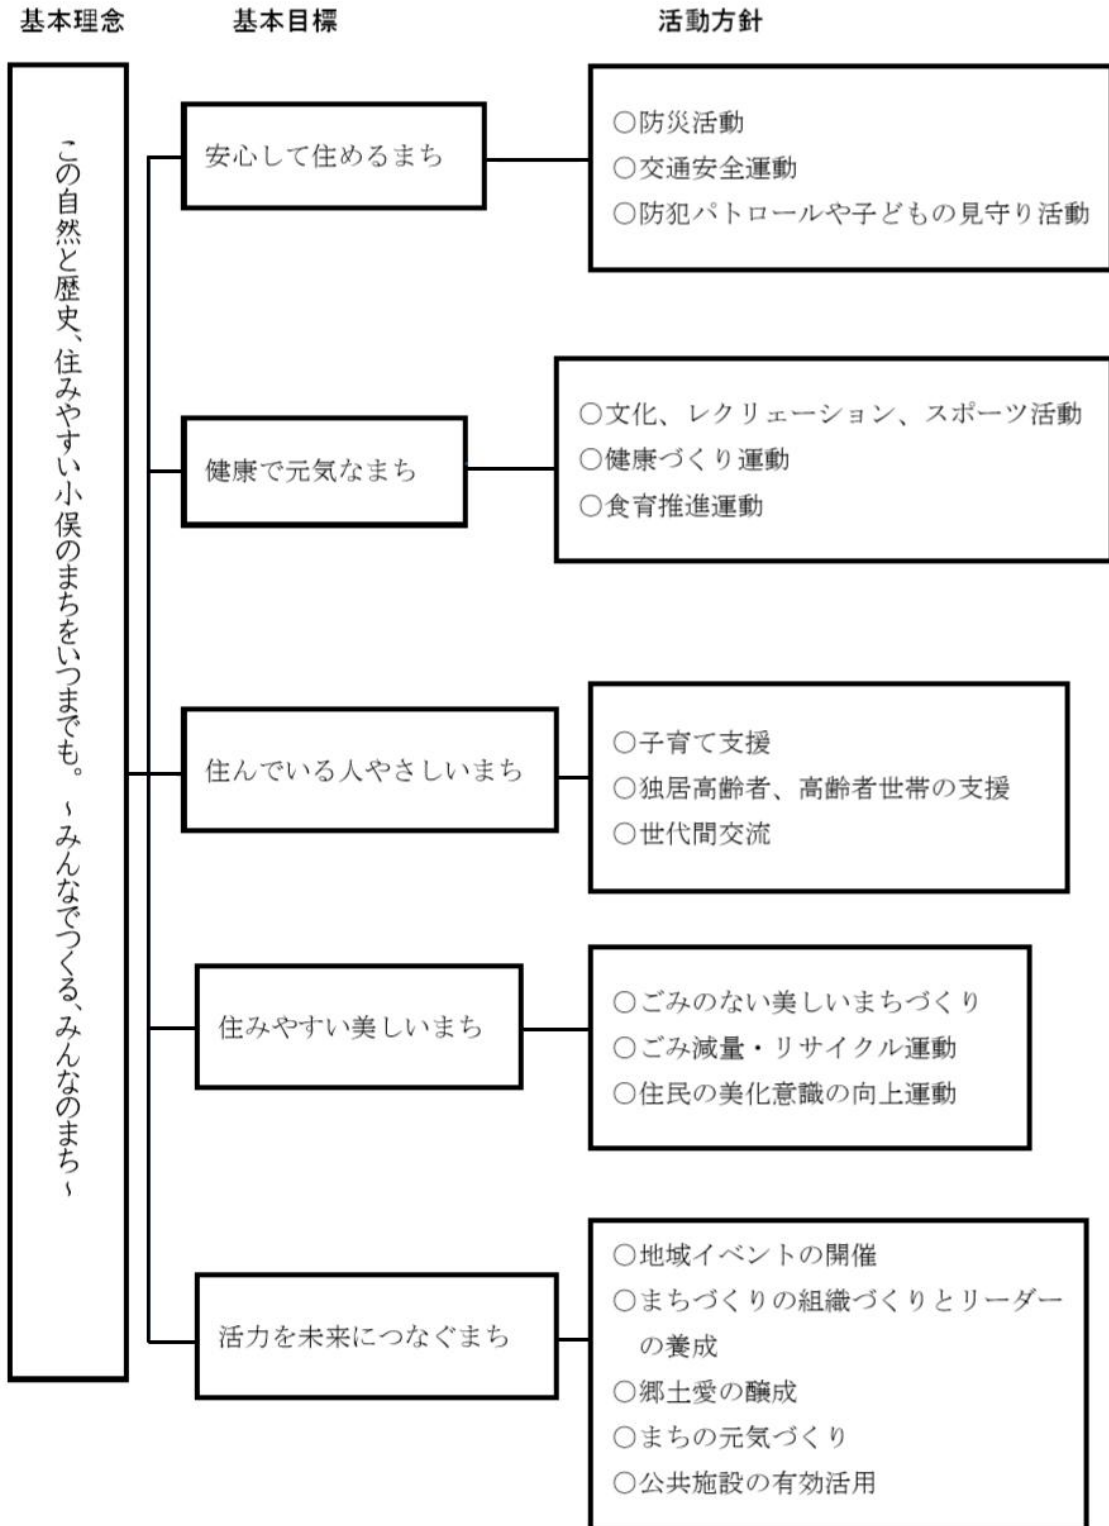 基本理念 基本目標 活動方針
この自然と歴史、住みやすい小俣のまちをいつまでも。 ~みんなでつくる、みんなのまち~
安心して住めるまち
○防災活動
○交通安全運動
○防犯パトロールや子どもの見守り活動
健康で元気なまち
○文化、レクリェーション、スポーツ活動
○健康づくり運動
○食育推進運動
住んでいる人やさしいまち
○子育て支援
○独居高齢者、高齢者世帯の支援
○世代間交流
住みやすい美しいまち
○ごみのない美しいまちづくり
○ごみ減量・リサイクル運動
○住民の美化意識の向上運動
活力を未来につなぐまち
○地域イベントの開催
○まちづくりの組織づくりとリーダー
の養成
○郷土愛の醸成
○まちの元気づくり
○公共施設の有効活用